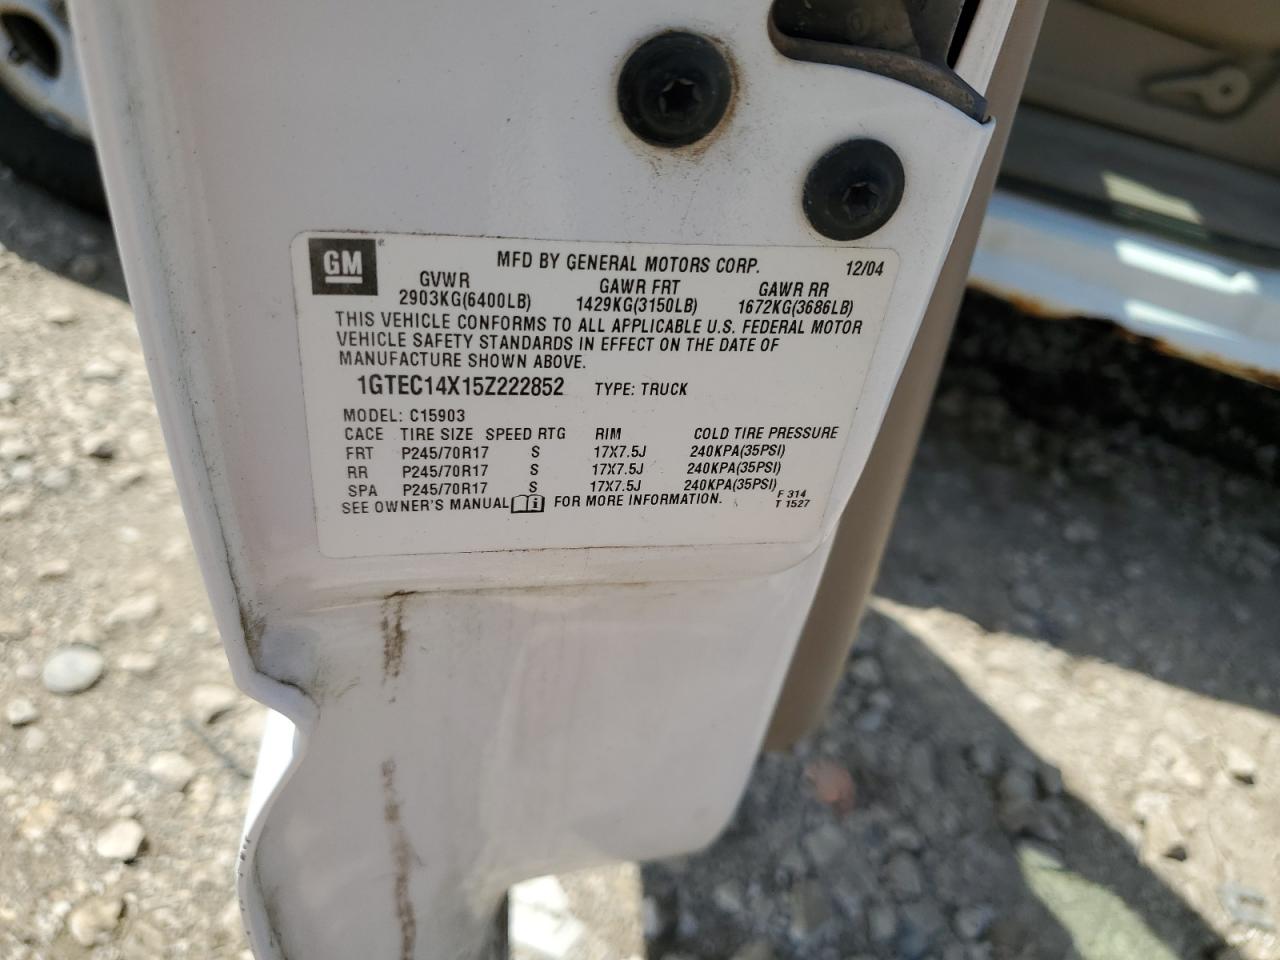 GM® MFD BY GENERAL MOTORS CORP. 12/04
GVWR GAWR FRT GAWR RR
2903KG(6400LB) 1429KG(3150LB) 1672KG(3686LB)
THIS VEHICLE CONFORMS TO ALL APPLICABLE U.S. FEDERAL MOTOR
VEHICLE SAFETY STANDARDS IN EFFECT ON THE DATE OF
MANUFACTURE SHOWN ABOVE.
1GTEC14X15Z222852 TYPE: TRUCK
MODEL: C15903
CACE TIRE SIZE SPEED RTG RIM COLD TIRE PRESSURE
FRT P245/70R17 S 17X7.5J 240KPA(35PSI)
RR P245/70R17 S 17X7.5J 240KPA(35PSI)
SPA P245/70R17 S 17X7.5J 240KPA(35PSI)
SEE OWNER'S MANUAL i FOR MORE INFORMATION. F 314
T 1527